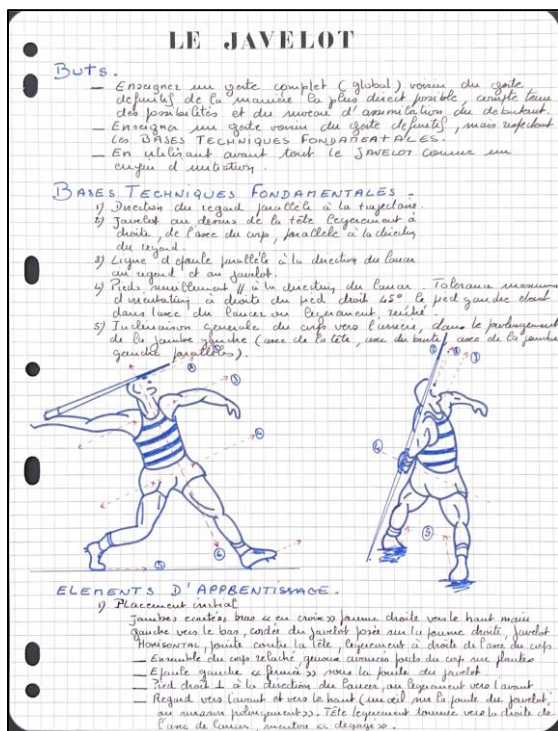 LE JAVELOT
BUTS.
— Enseigner un geste complet (global) voisin du geste
définitif de la manière la plus direct possible, compte tenu
des possibilités et du niveau d'assimilation du débutant.
— Enseigner un geste voisin du geste définitif, mais respectant
les BASES TECHNIQUES FONDAMENTALES.
— En utilisant avant tout le JAVELOT comme un
engin d'initiation.
BASES TECHNIQUES FONDAMENTALES -
1) Direction du regard parallèle à la trajectoire.
2) Javelot au dessus de la tête légèrement à
droite, de l'axe du corps, parallèle à la direction
du regard.
3) Ligne d'épaule parallèle à la direction du lancer
au regard et au javelot.
4) Pieds sensiblement // à la direction du lancer. Tolérance maximum
d'orientation à droite du pied droit 45° le pied gauche étant
dans l'axe du lancer ou légèrement
5) Inclinaison générale du corps vers l'arrière, dans le prolongement
de la jambe gauche (axe de la tête, axe du buste, axe de la jambe
gauche parallèles).
ELEMENTS D'APPRENTISSAGE.
1) Placement initial
Jambes écartées bras « en croix » paume droite vers le haut main
gauche vers le bas, cordée du javelot posée sur la paume droite, javelot
HORISONTAL, pointe contre la tête, légèrement à droite de l'axe du corps.
— Ensemble du corps relaché, genoux avancés poids du corps sur plantes
— Epaule gauche « fermée » sous la pointe du javelot
— Pied droit ⊥ à la direction du lancer, ou légèrement vers l'avant
— Regard vers l'avant et vers le haut (un œil sur la pointe du javelot,
au ». Tête légèrement tournée vers la droite de
l'axe de lancer, menton « dégagé ».